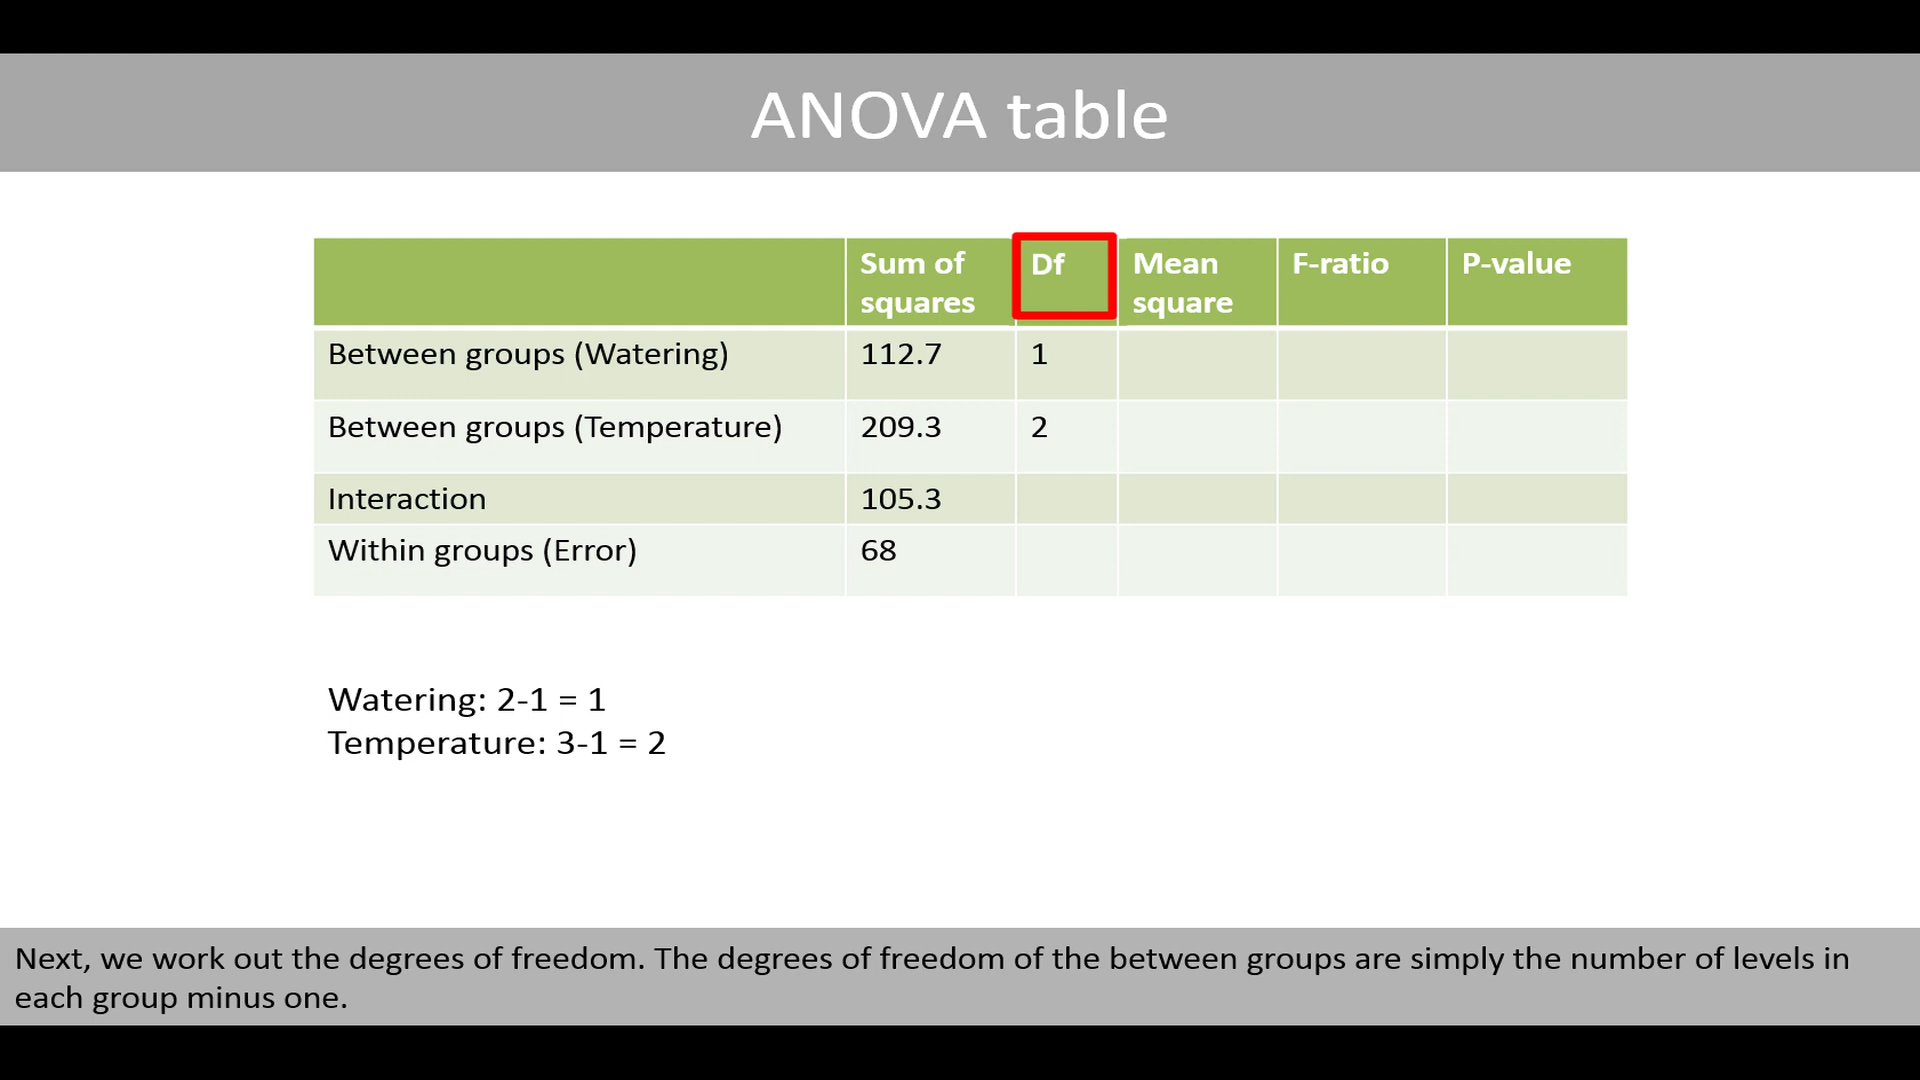 ANOVA table
Sum of squares Df Mean square F-ratio P-value
Between groups (Watering) 112.7 1
Between groups (Temperature) 209.3 2
Interaction 105.3
Within groups (Error) 68
Watering: 2-1 = 1
Temperature: 3-1 = 2
Next, we work out the degrees of freedom. The degrees of freedom of the between groups are simply the number of levels in
each group minus one.